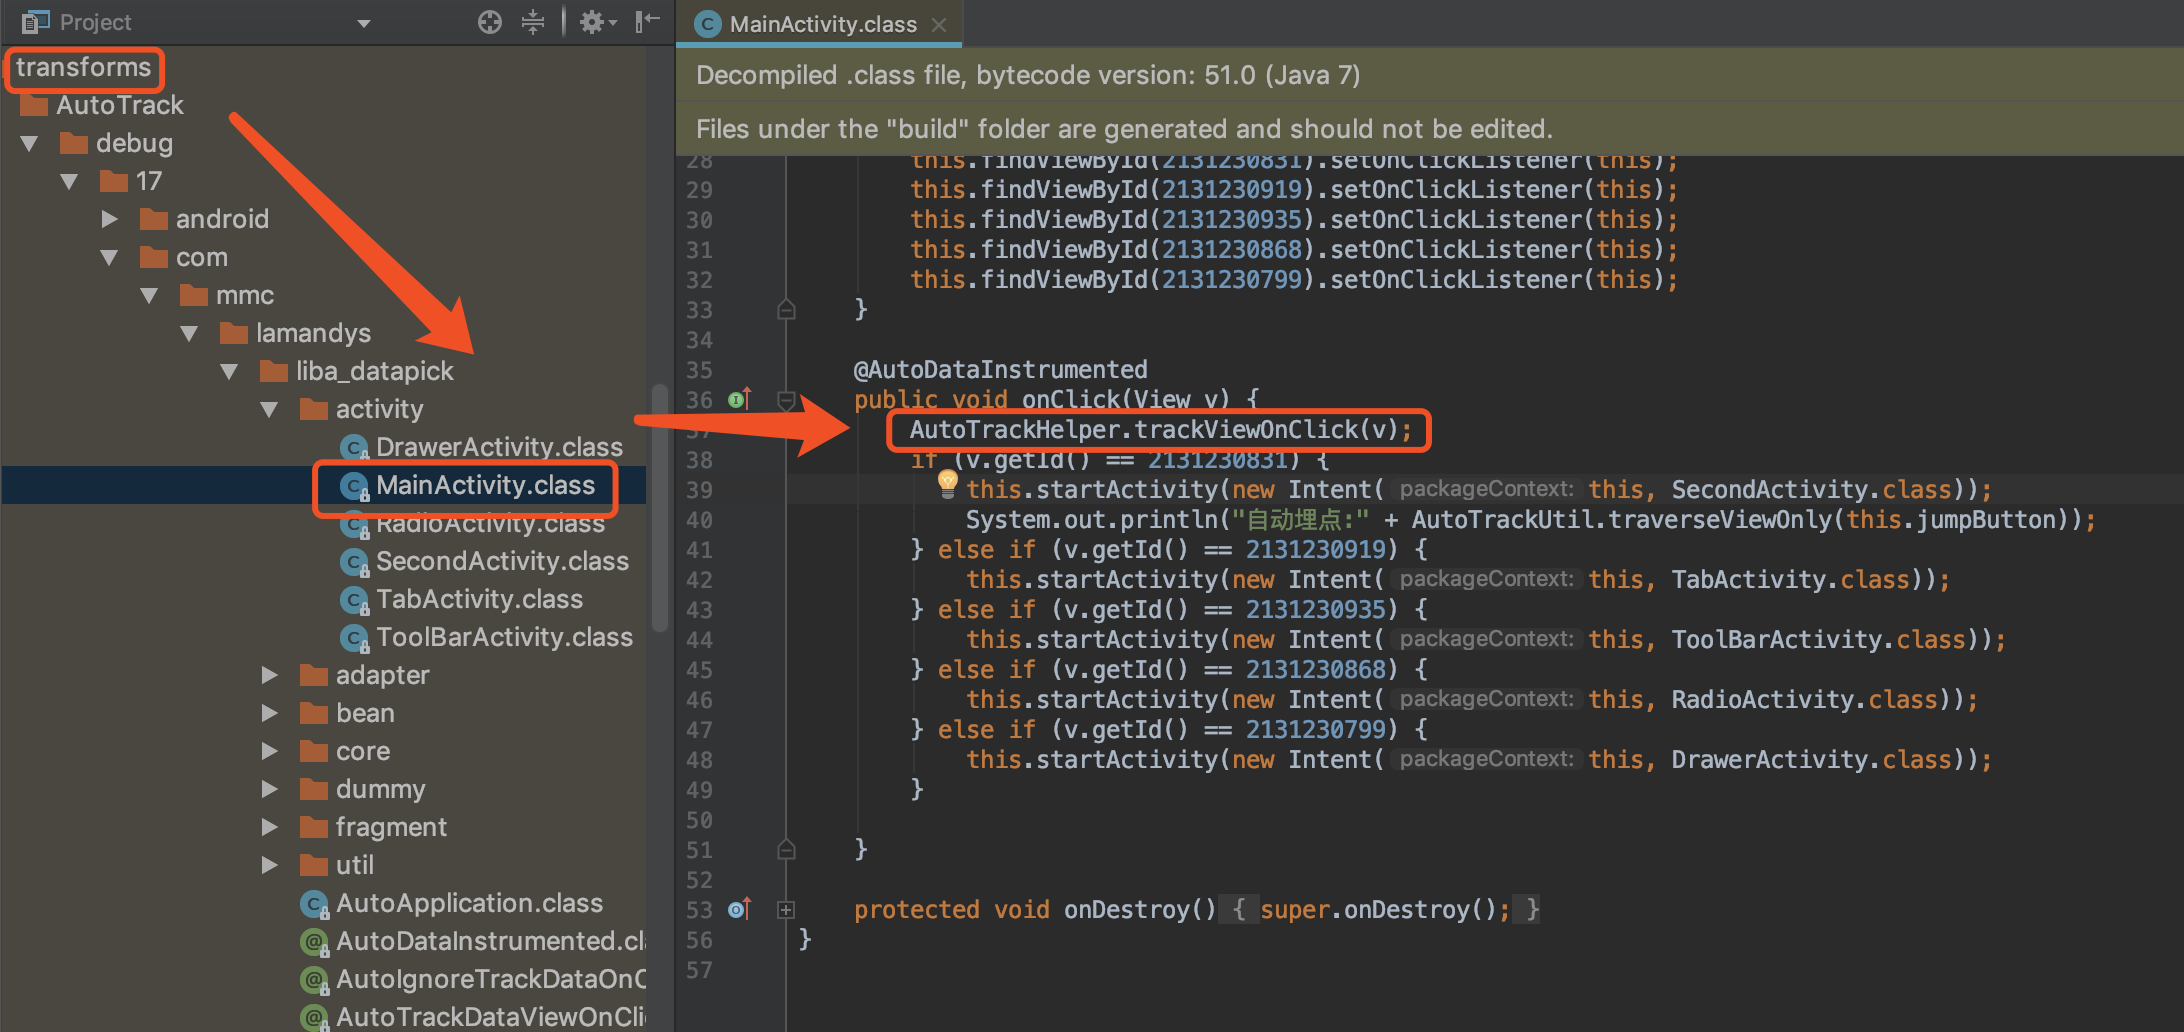 Project
transforms
AutoTrack
debug
17
android
com
mmc
lamandys
liba_datapick
activity
DrawerActivity.class
MainActivity.class
RadioActivity.class
SecondActivity.class
TabActivity.class
ToolBarActivity.class
adapter
bean
core
dummy
fragment
util
AutoApplication.class
AutoDataInstrumented.cl
AutoIgnoreTrackDataOnC
AutoTrackDataViewOnCli
MainActivity.class
Decompiled .class file, bytecode version: 51.0 (Java 7)
Files under the "build" folder are generated and should not be edited.
28 this.findViewById(2131230831).setOnClickListener(this);
29 this.findViewById(2131230919).setOnClickListener(this);
30 this.findViewById(2131230935).setOnClickListener(this);
31 this.findViewById(2131230868).setOnClickListener(this);
32 this.findViewById(2131230799).setOnClickListener(this);
33 }
34
35 @AutoDataInstrumented
36 public void onClick(View v) {
37 AutoTrackHelper.trackViewOnClick(v);
38 if (v.getId() == 2131230831) {
39 this.startActivity(new Intent( packageContext: this, SecondActivity.class));
40 System.out.println("自动埋点:" + AutoTrackUtil.traverseViewOnly(this.jumpButton));
41 } else if (v.getId() == 2131230919) {
42 this.startActivity(new Intent( packageContext: this, TabActivity.class));
43 } else if (v.getId() == 2131230935) {
44 this.startActivity(new Intent( packageContext: this, ToolBarActivity.class));
45 } else if (v.getId() == 2131230868) {
46 this.startActivity(new Intent( packageContext: this, RadioActivity.class));
47 } else if (v.getId() == 2131230799) {
48 this.startActivity(new Intent( packageContext: this, DrawerActivity.class));
49 }
50
51 }
52
53 protected void onDestroy() { super.onDestroy(); }
56 }
57